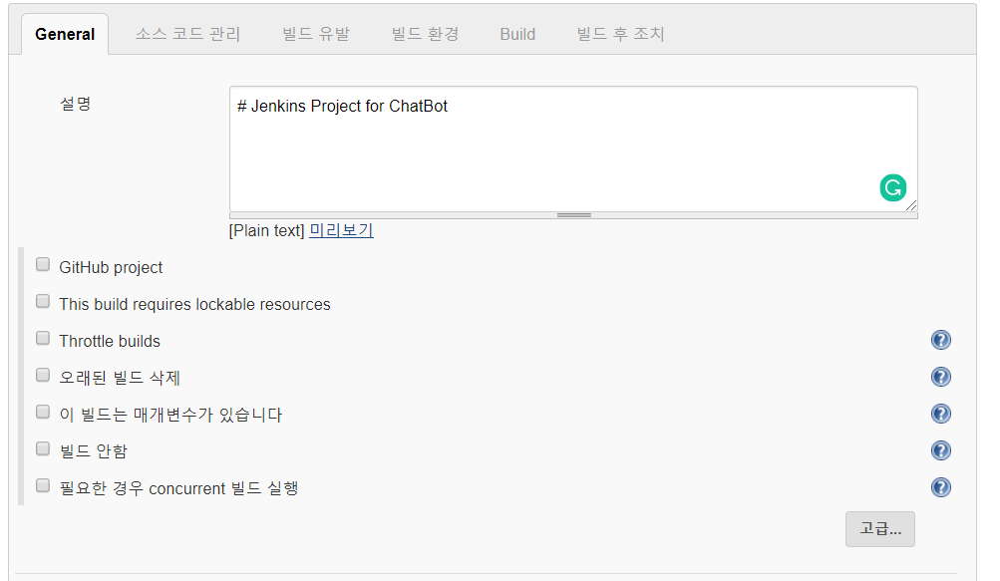 General 소스 코드 관리 빌드 유발 빌드 환경 Build 빌드 후 조치
설명
# Jenkins Project for ChatBot
[Plain text] 미리보기
GitHub project
This build requires lockable resources
Throttle builds
오래된 빌드 삭제
이 빌드는 매개변수가 있습니다
빌드 안함
필요한 경우 concurrent 빌드 실행
고급...